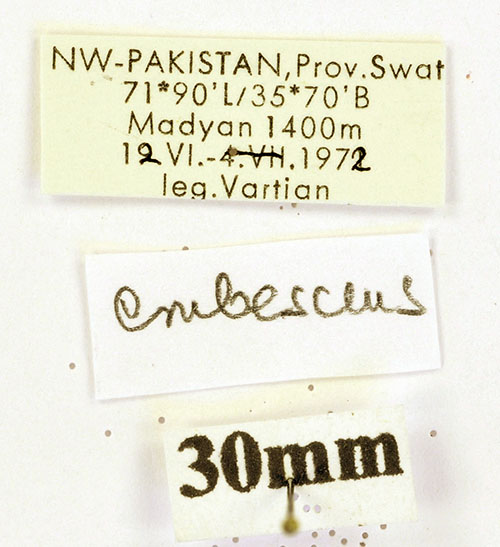 NW-PAKISTAN,Prov.Swat
71*90'L/35*70'B
Madyan 1400m
12 VI.-4.VII.1972
leg.Vartian
erubescens
30mm